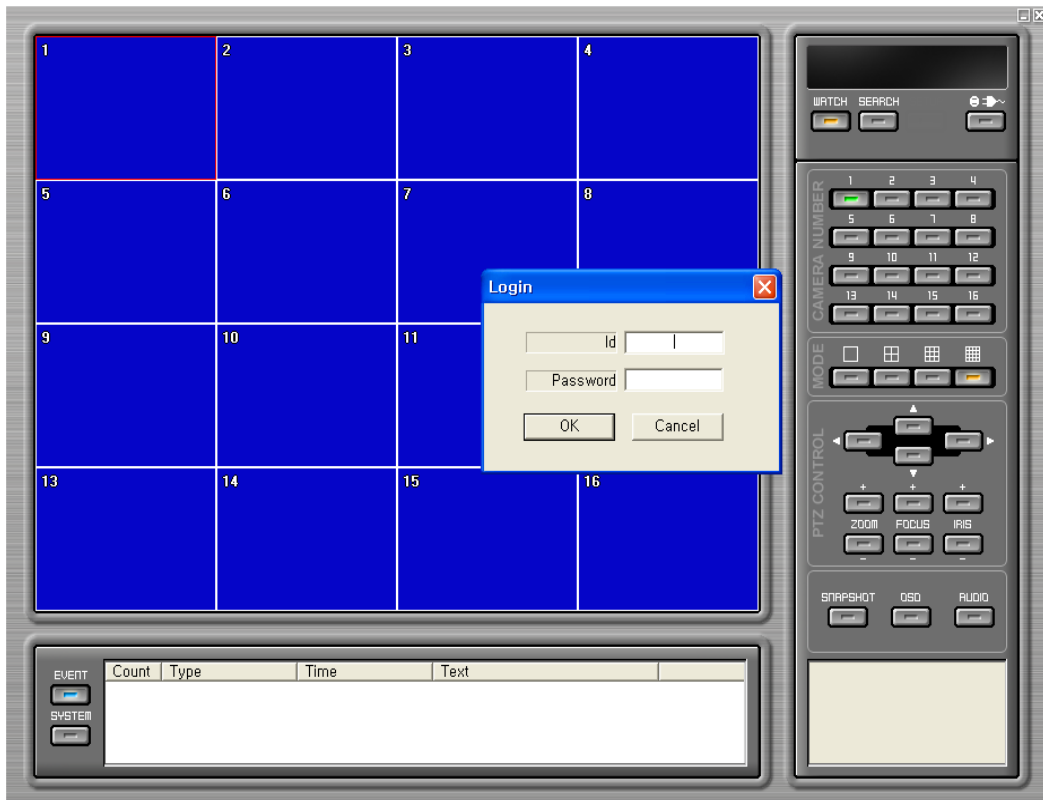 1 2 3 4
5 6 7 8
9 10 11
13 14 15 16
Login
Id
Password
OK Cancel
WATCH SEARCH
CAMERA NUMBER
1 2 3 4
5 6 7 8
9 10 11 12
13 14 15 16
MODE
PTZ CONTROL
+ + +
ZOOM FOCUS IRIS
- - -
SNAPSHOT OSD AUDIO
EVENT
SYSTEM
Count Type Time Text